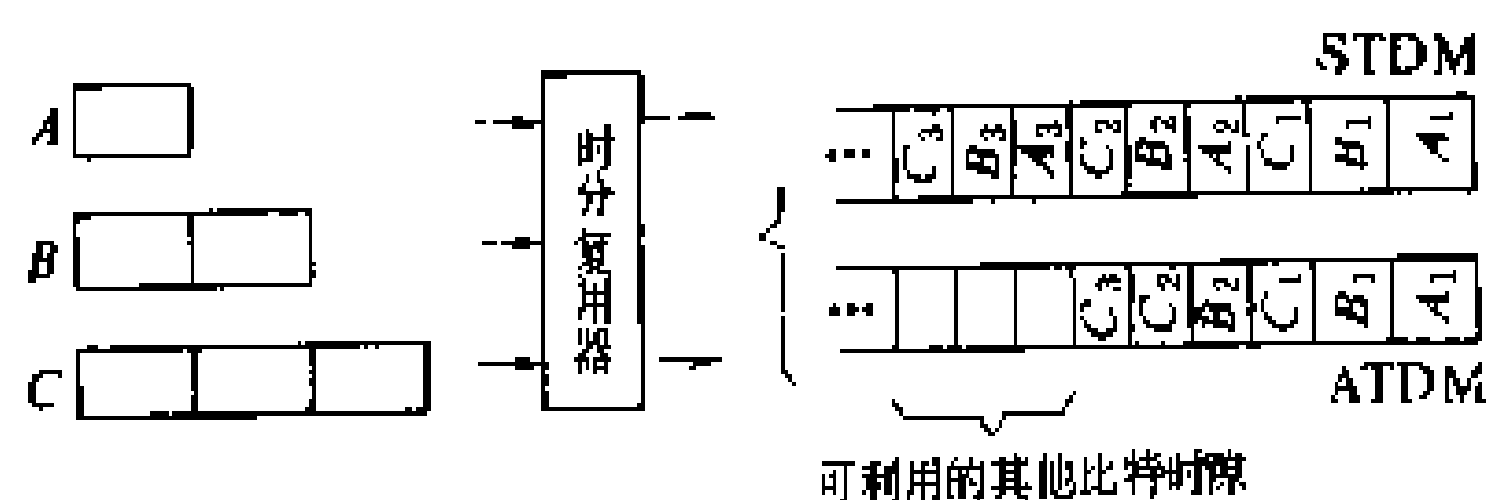 STDM
A
B
C
时分复用器
… C3 B3 A3 C2 B2 A2 C1 B1 A1
… C3 C2 B2 C1 B1 A1
ATDM
可利用的其他比特时隙